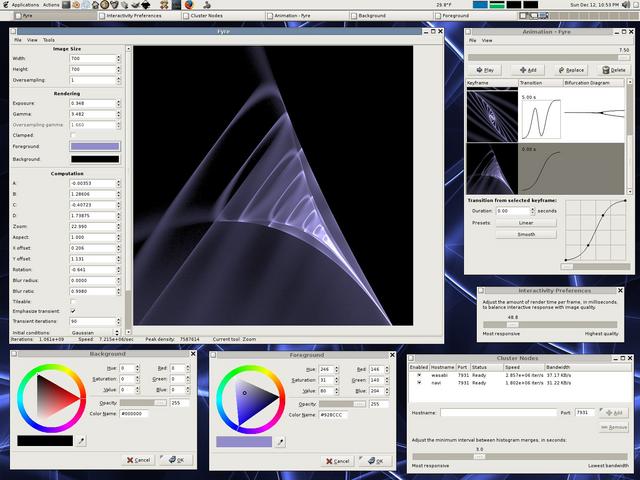 Applications Actions
29.8°F
Sun Dec 12, 10:53 PM
Fyre
Interactivity Preferences
Cluster Nodes
Animation - Fyre
Background
Foreground
Fyre
File View Tools
Image Size
Width: 700
Height: 700
Oversampling: 1
Rendering
Exposure: 0.348
Gamma: 3.482
Oversampling gamma: 1.660
Clamped:
Foreground:
Background:
Computation
A: -0.00353
B: 1.28606
C: -0.40723
D: 1.73875
Zoom: 22.990
Aspect: 1.000
X offset: 0.206
Y offset: 1.131
Rotation: -0.641
Blur radius: 0.0000
Blur ratio: 0.9980
Tileable:
Emphasize transient:
Transient iterations: 90
Initial conditions: Gaussian
Iterations: 1.061e+09 Speed: 7.215e+06/sec Peak density: 7587614 Current tool: Zoom
Animation - Fyre
File View
7.50
Play Add Replace Delete
Keyframe Transition Bifurcation Diagram
5.00 s
0.00 s
Transition from selected keyframe:
Duration: 0.00 seconds
Presets: Linear
Smooth
Interactivity Preferences
Adjust the amount of render time per frame, in milliseconds,
to balance interactive response with image quality.
48.8
Most responsive Highest quality
Background
Hue: 0 Red: 0
Saturation: 0 Green: 0
Value: 0 Blue: 0
Opacity: 255
Color Name: #000000
Cancel OK
Foreground
Hue: 246 Red: 146
Saturation: 31 Green: 140
Value: 80 Blue: 204
Opacity: 255
Color Name: #928CCC
Cancel OK
Cluster Nodes
Enabled Hostname Port Status Speed Bandwidth
wasabi 7931 Ready 2.857e+06 iter/s 37.17 KB/s
navi 7931 Ready 1.802e+06 iter/s 31.22 KB/s
Hostname: Port: 7931 Add
Remove
Adjust the minimum interval between histogram merges, in seconds:
3.0
Most responsive Lowest bandwidth